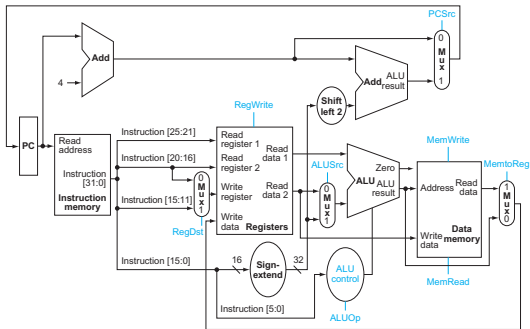 PCSrc
0
Mux
1
Add
4
Add
ALU
result
Shift
left 2
PC
Read
address
Instruction
[31:0]
Instruction
memory
Instruction [25:21]
Instruction [20:16]
Instruction [15:11]
Instruction [15:0]
Instruction [5:0]
0
Mux
1
RegDst
RegWrite
Read
register 1
Read
register 2
Write
register
Write
data
Read
data 1
Read
data 2
Registers
16
Sign-
extend
32
ALUSrc
0
Mux
1
Zero
ALU
ALU
result
ALU
control
ALUOp
MemWrite
Address
Read
data
Write
data
Data
memory
MemRead
MemtoReg
1
Mux
0